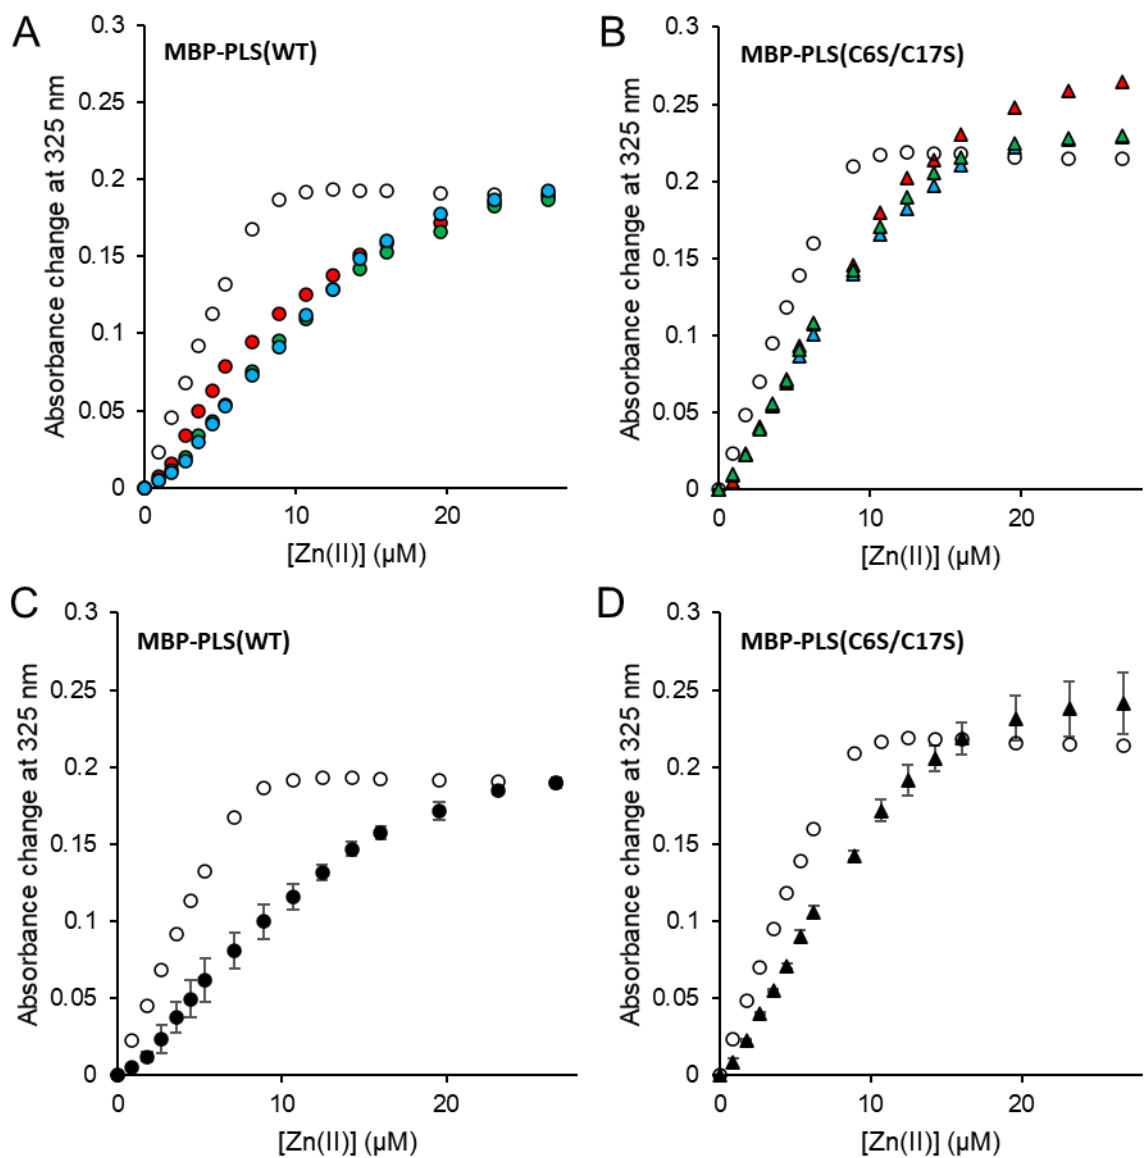 A
B
MBP-PLS(WT)
MBP-PLS(C6S/C17S)
Absorbance change at 325 nm
0.3
0.25
0.2
0.15
0.1
0.05
0
0
10
20
[Zn(II)] (µM)
Absorbance change at 325 nm
0.3
0.25
0.2
0.15
0.1
0.05
0
0
10
20
[Zn(II)] (µM)
C
D
MBP-PLS(WT)
MBP-PLS(C6S/C17S)
Absorbance change at 325 nm
0.3
0.25
0.2
0.15
0.1
0.05
0
0
10
20
[Zn(II)] (µM)
Absorbance change at 325 nm
0.3
0.25
0.2
0.15
0.1
0.05
0
0
10
20
[Zn(II)] (µM)